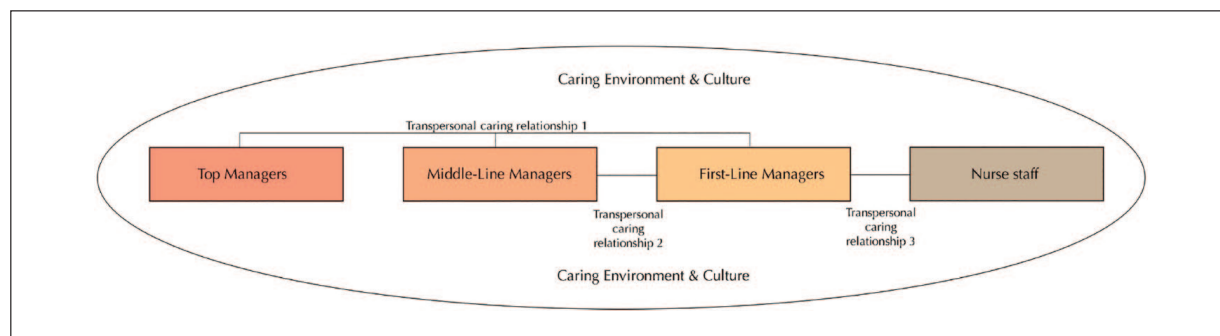 Caring Environment & Culture
Transpersonal caring relationship 1
Top Managers
Middle-Line Managers
First-Line Managers
Nurse staff
Transpersonal
caring
relationship 2
Transpersonal
caring
relationship 3
Caring Environment & Culture